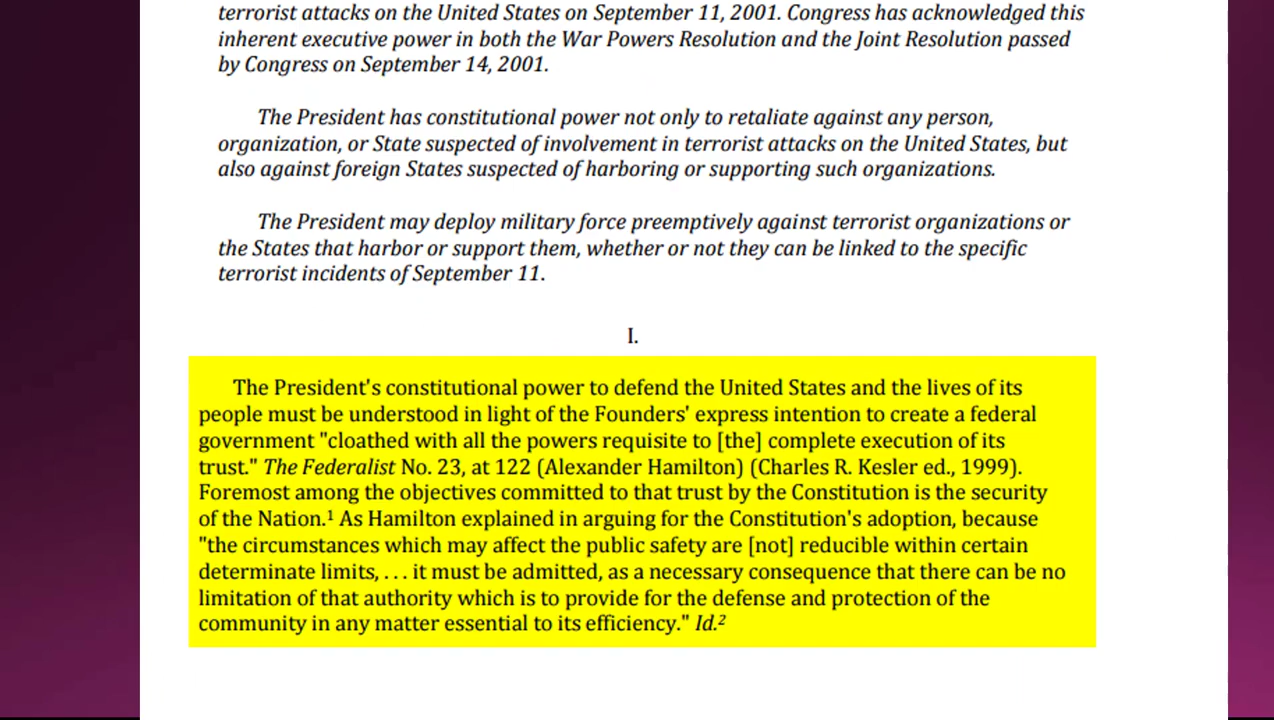 terrorist attacks on the United States on September 11, 2001. Congress has acknowledged this
inherent executive power in both the War Powers Resolution and the Joint Resolution passed
by Congress on September 14, 2001.
The President has constitutional power not only to retaliate against any person,
organization, or State suspected of involvement in terrorist attacks on the United States, but
also against foreign States suspected of harboring or supporting such organizations.
The President may deploy military force preemptively against terrorist organizations or
the States that harbor or support them, whether or not they can be linked to the specific
terrorist incidents of September 11.
I.
The President's constitutional power to defend the United States and the lives of its
people must be understood in light of the Founders' express intention to create a federal
government "cloathed with all the powers requisite to [the] complete execution of its
trust." The Federalist No. 23, at 122 (Alexander Hamilton) (Charles R. Kesler ed., 1999).
Foremost among the objectives committed to that trust by the Constitution is the security
of the Nation.¹ As Hamilton explained in arguing for the Constitution's adoption, because
"the circumstances which may affect the public safety are [not] reducible within certain
determinate limits, . . . it must be admitted, as a necessary consequence that there can be no
limitation of that authority which is to provide for the defense and protection of the
community in any matter essential to its efficiency." Id.²